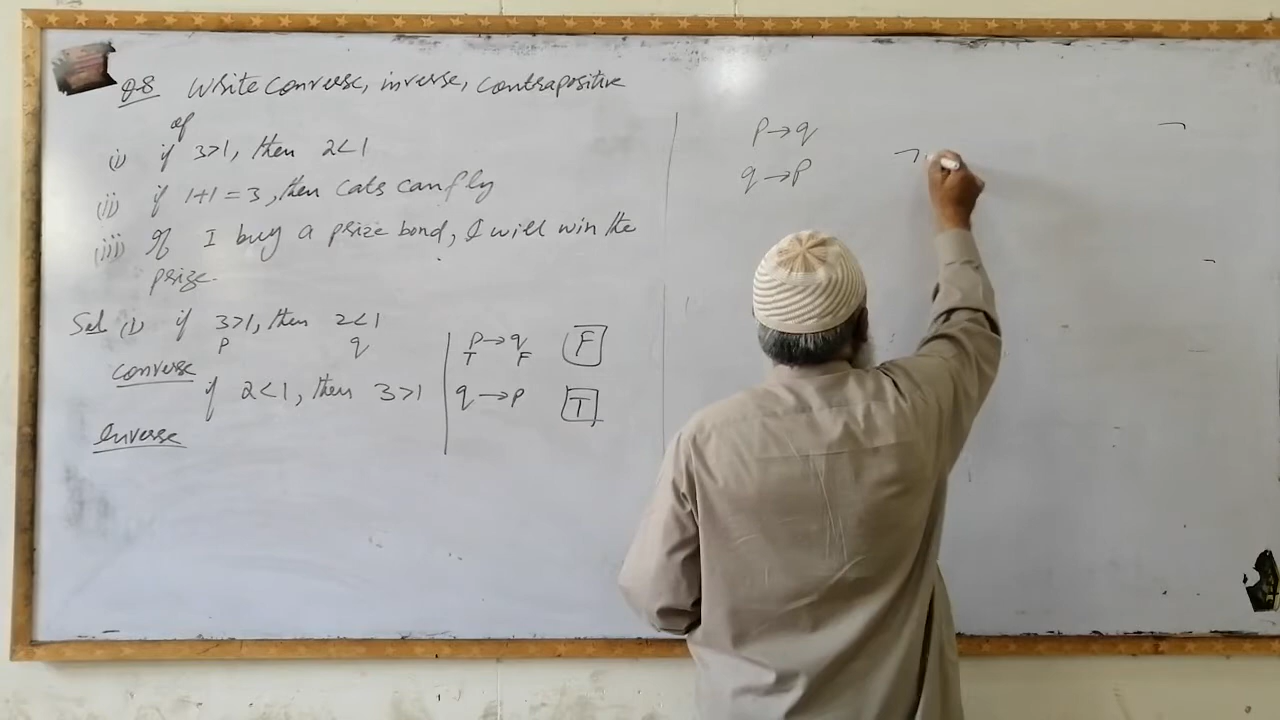 Q8 Write converse, inverse, contrapositive
of
(i) if 3>1, then 2<1
(ii) if 1+1=3, then cats can fly
(iii) If I buy a prize bond, I will win the
prize.
Sol (i) if 3>1, then 2<1
p q
converse
if 2<1, then 3>1
Inverse
p→q F
T F
q→p T
p→q
q→p
¬
¬